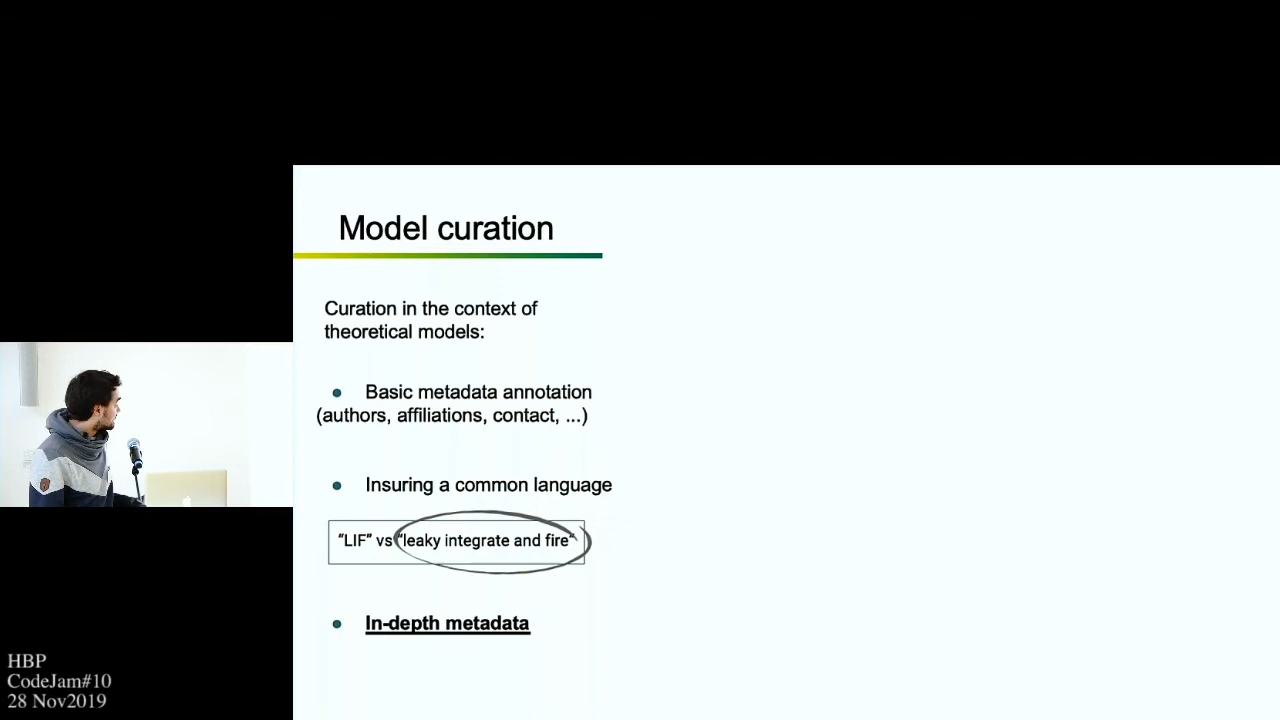 Model curation
Curation in the context of
theoretical models:
● Basic metadata annotation
(authors, affiliations, contact, ...)
● Insuring a common language
“LIF” vs “leaky integrate and fire”
● In-depth metadata
HBP
CodeJam#10
28 Nov2019